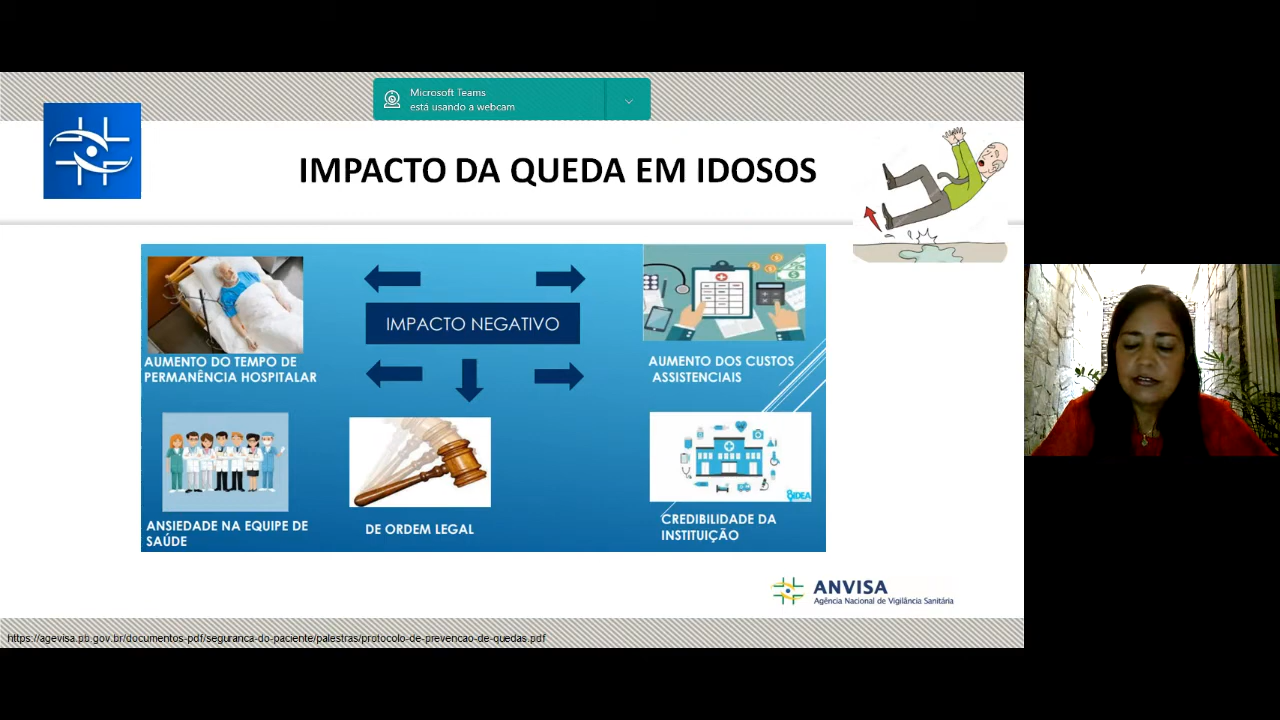 Microsoft Teams
está usando a webcam
IMPACTO DA QUEDA EM IDOSOS
IMPACTO NEGATIVO
AUMENTO DO TEMPO DE
PERMANÊNCIA HOSPITALAR
AUMENTO DOS CUSTOS
ASSISTENCIAIS
ANSIEDADE NA EQUIPE DE
SAÚDE
DE ORDEM LEGAL
CREDIBILIDADE DA
INSTITUIÇÃO
ANVISA
Agência Nacional de Vigilância Sanitária
https://agevisa.pb.gov.br/documentos-pdf/seguranca-do-paciente/palestras/protocolo-de-prevencao-de-quedas.pdf